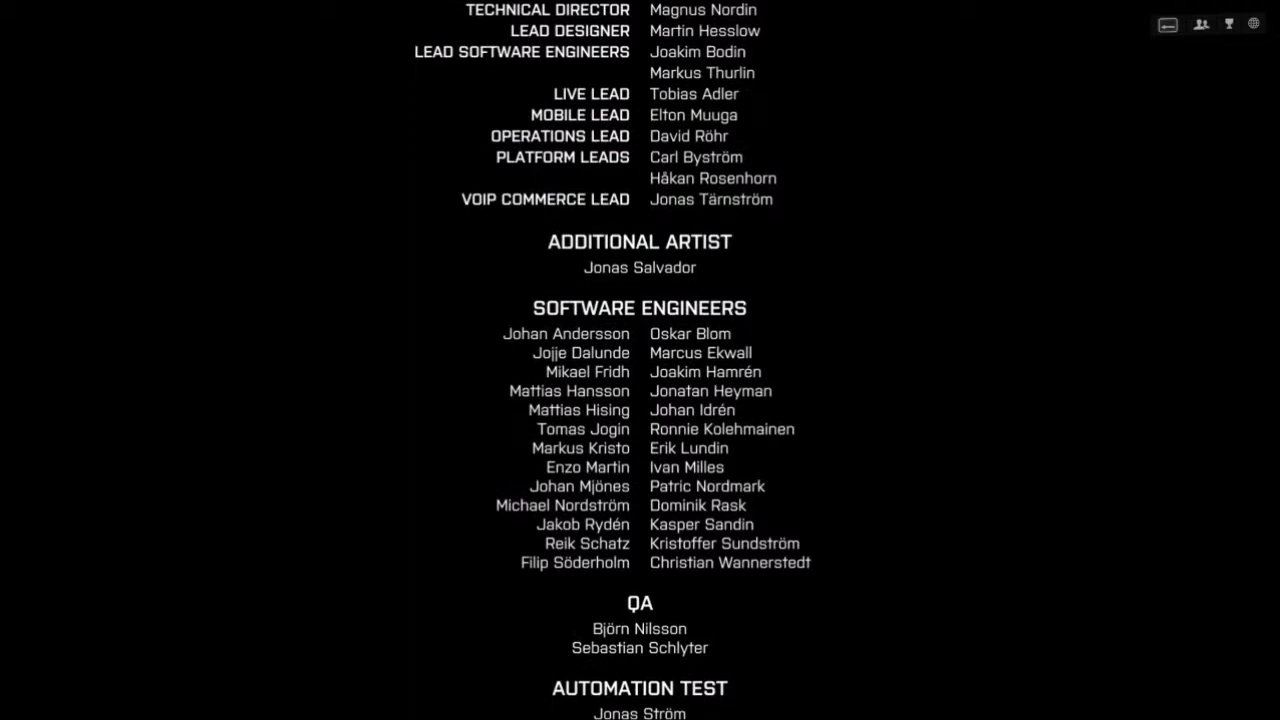 TECHNICAL DIRECTOR Magnus Nordin
LEAD DESIGNER Martin Hesslow
LEAD SOFTWARE ENGINEERS Joakim Bodin
Markus Thurlin
LIVE LEAD Tobias Adler
MOBILE LEAD Elton Muuga
OPERATIONS LEAD David Röhr
PLATFORM LEADS Carl Byström
Håkan Rosenhorn
VOIP COMMERCE LEAD Jonas Tärnström
ADDITIONAL ARTIST
Jonas Salvador
SOFTWARE ENGINEERS
Johan Andersson Oskar Blom
Jojje Dalunde Marcus Ekwall
Mikael Fridh Joakim Hamrén
Mattias Hansson Jonatan Heyman
Mattias Hising Johan Idrén
Tomas Jogin Ronnie Kolehmainen
Markus Kristo Erik Lundin
Enzo Martin Ivan Milles
Johan Mjönes Patric Nordmark
Michael Nordström Dominik Rask
Jakob Rydén Kasper Sandin
Reik Schatz Kristoffer Sundström
Filip Söderholm Christian Wannerstedt
QA
Björn Nilsson
Sebastian Schlyter
AUTOMATION TEST
Jonas Ström